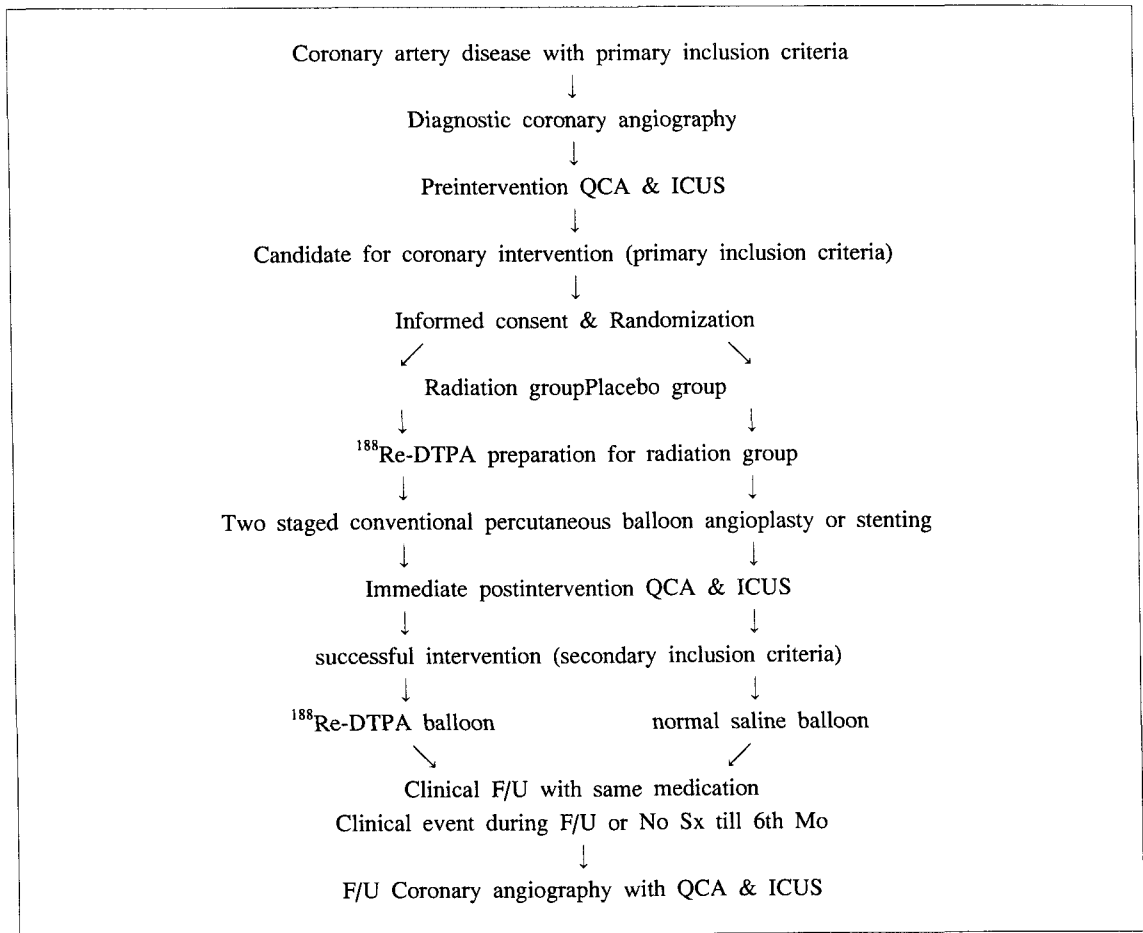 Coronary artery disease with primary inclusion criteria
↓
Diagnostic coronary angiography
↓
Preintervention QCA & ICUS
↓
Candidate for coronary intervention (primary inclusion criteria)
↓
Informed consent & Randomization
↙ ↘
Radiation groupPlacebo group
↓ ↓
¹⁸⁸Re-DTPA preparation for radiation group
↓ ↓
Two staged conventional percutaneous balloon angioplasty or stenting
↓ ↓
Immediate postintervention QCA & ICUS
↓ ↓
successful intervention (secondary inclusion criteria)
↓ ↓
¹⁸⁸Re-DTPA balloon normal saline balloon
↘ ↙
Clinical F/U with same medication
Clinical event during F/U or No Sx till 6th Mo
↓
F/U Coronary angiography with QCA & ICUS